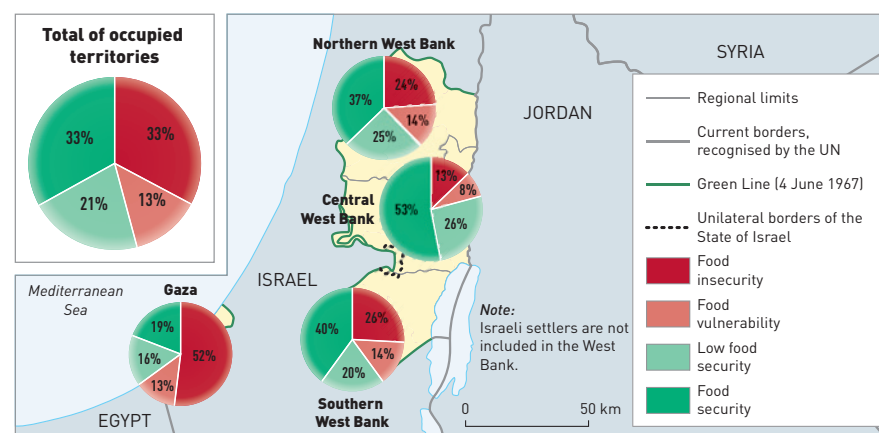 Total of occupied
territories
33%
33%
21%
13%
Northern West Bank
24%
37%
14%
25%
SYRIA
JORDAN
13%
8%
Central
West Bank
53%
26%
ISRAEL
Mediterranean
Sea
Gaza
19%
52%
16%
13%
EGYPT
26%
40%
14%
20%
Southern
West Bank
Note:
Israeli settlers are not
included in the West
Bank.
0
50 km
Regional limits
Current borders,
recognised by the UN
Green Line (4 June 1967)
Unilateral borders of the
State of Israel
Food
insecurity
Food
vulnerability
Low food
security
Food
security